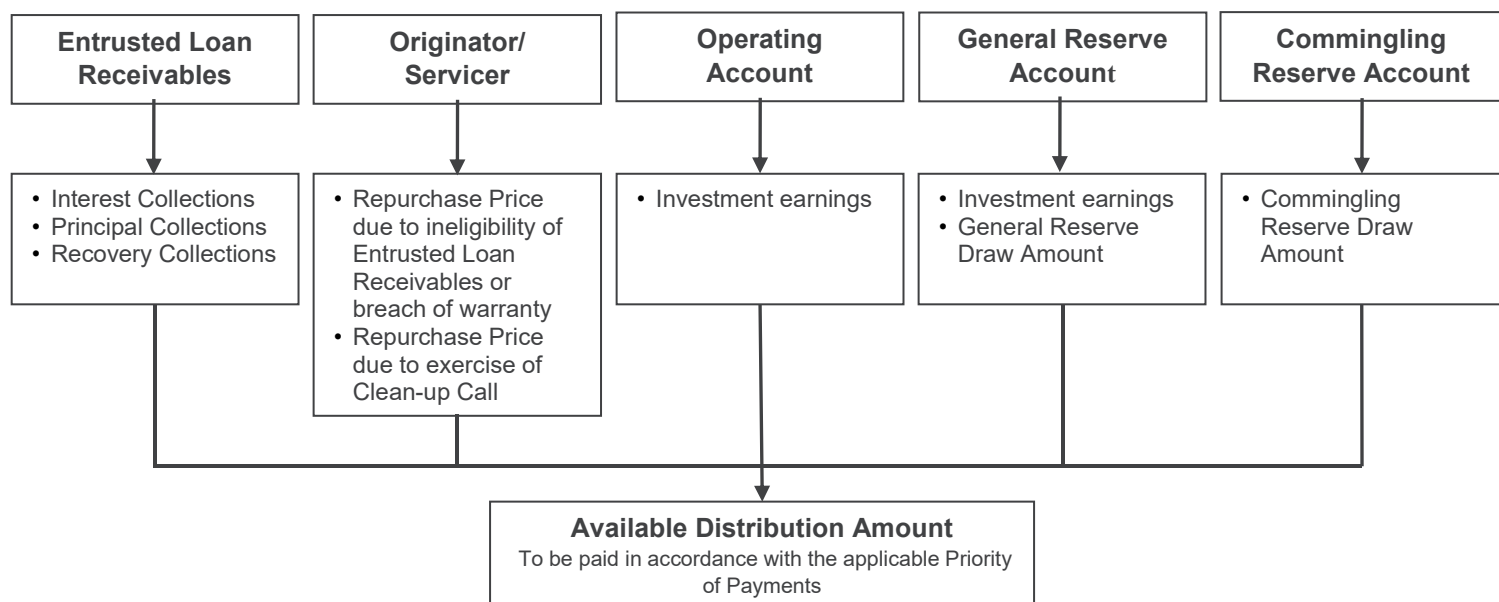 Entrusted Loan
Receivables
Originator/
Servicer
Operating
Account
General Reserve
Account
Commingling
Reserve Account
• Interest Collections
• Principal Collections
• Recovery Collections
• Repurchase Price
due to ineligibility of
Entrusted Loan
Receivables or
breach of warranty
• Repurchase Price
due to exercise of
Clean-up Call
• Investment earnings
• Investment earnings
• General Reserve
Draw Amount
• Commingling
Reserve Draw
Amount
Available Distribution Amount
To be paid in accordance with the applicable Priority
of Payments